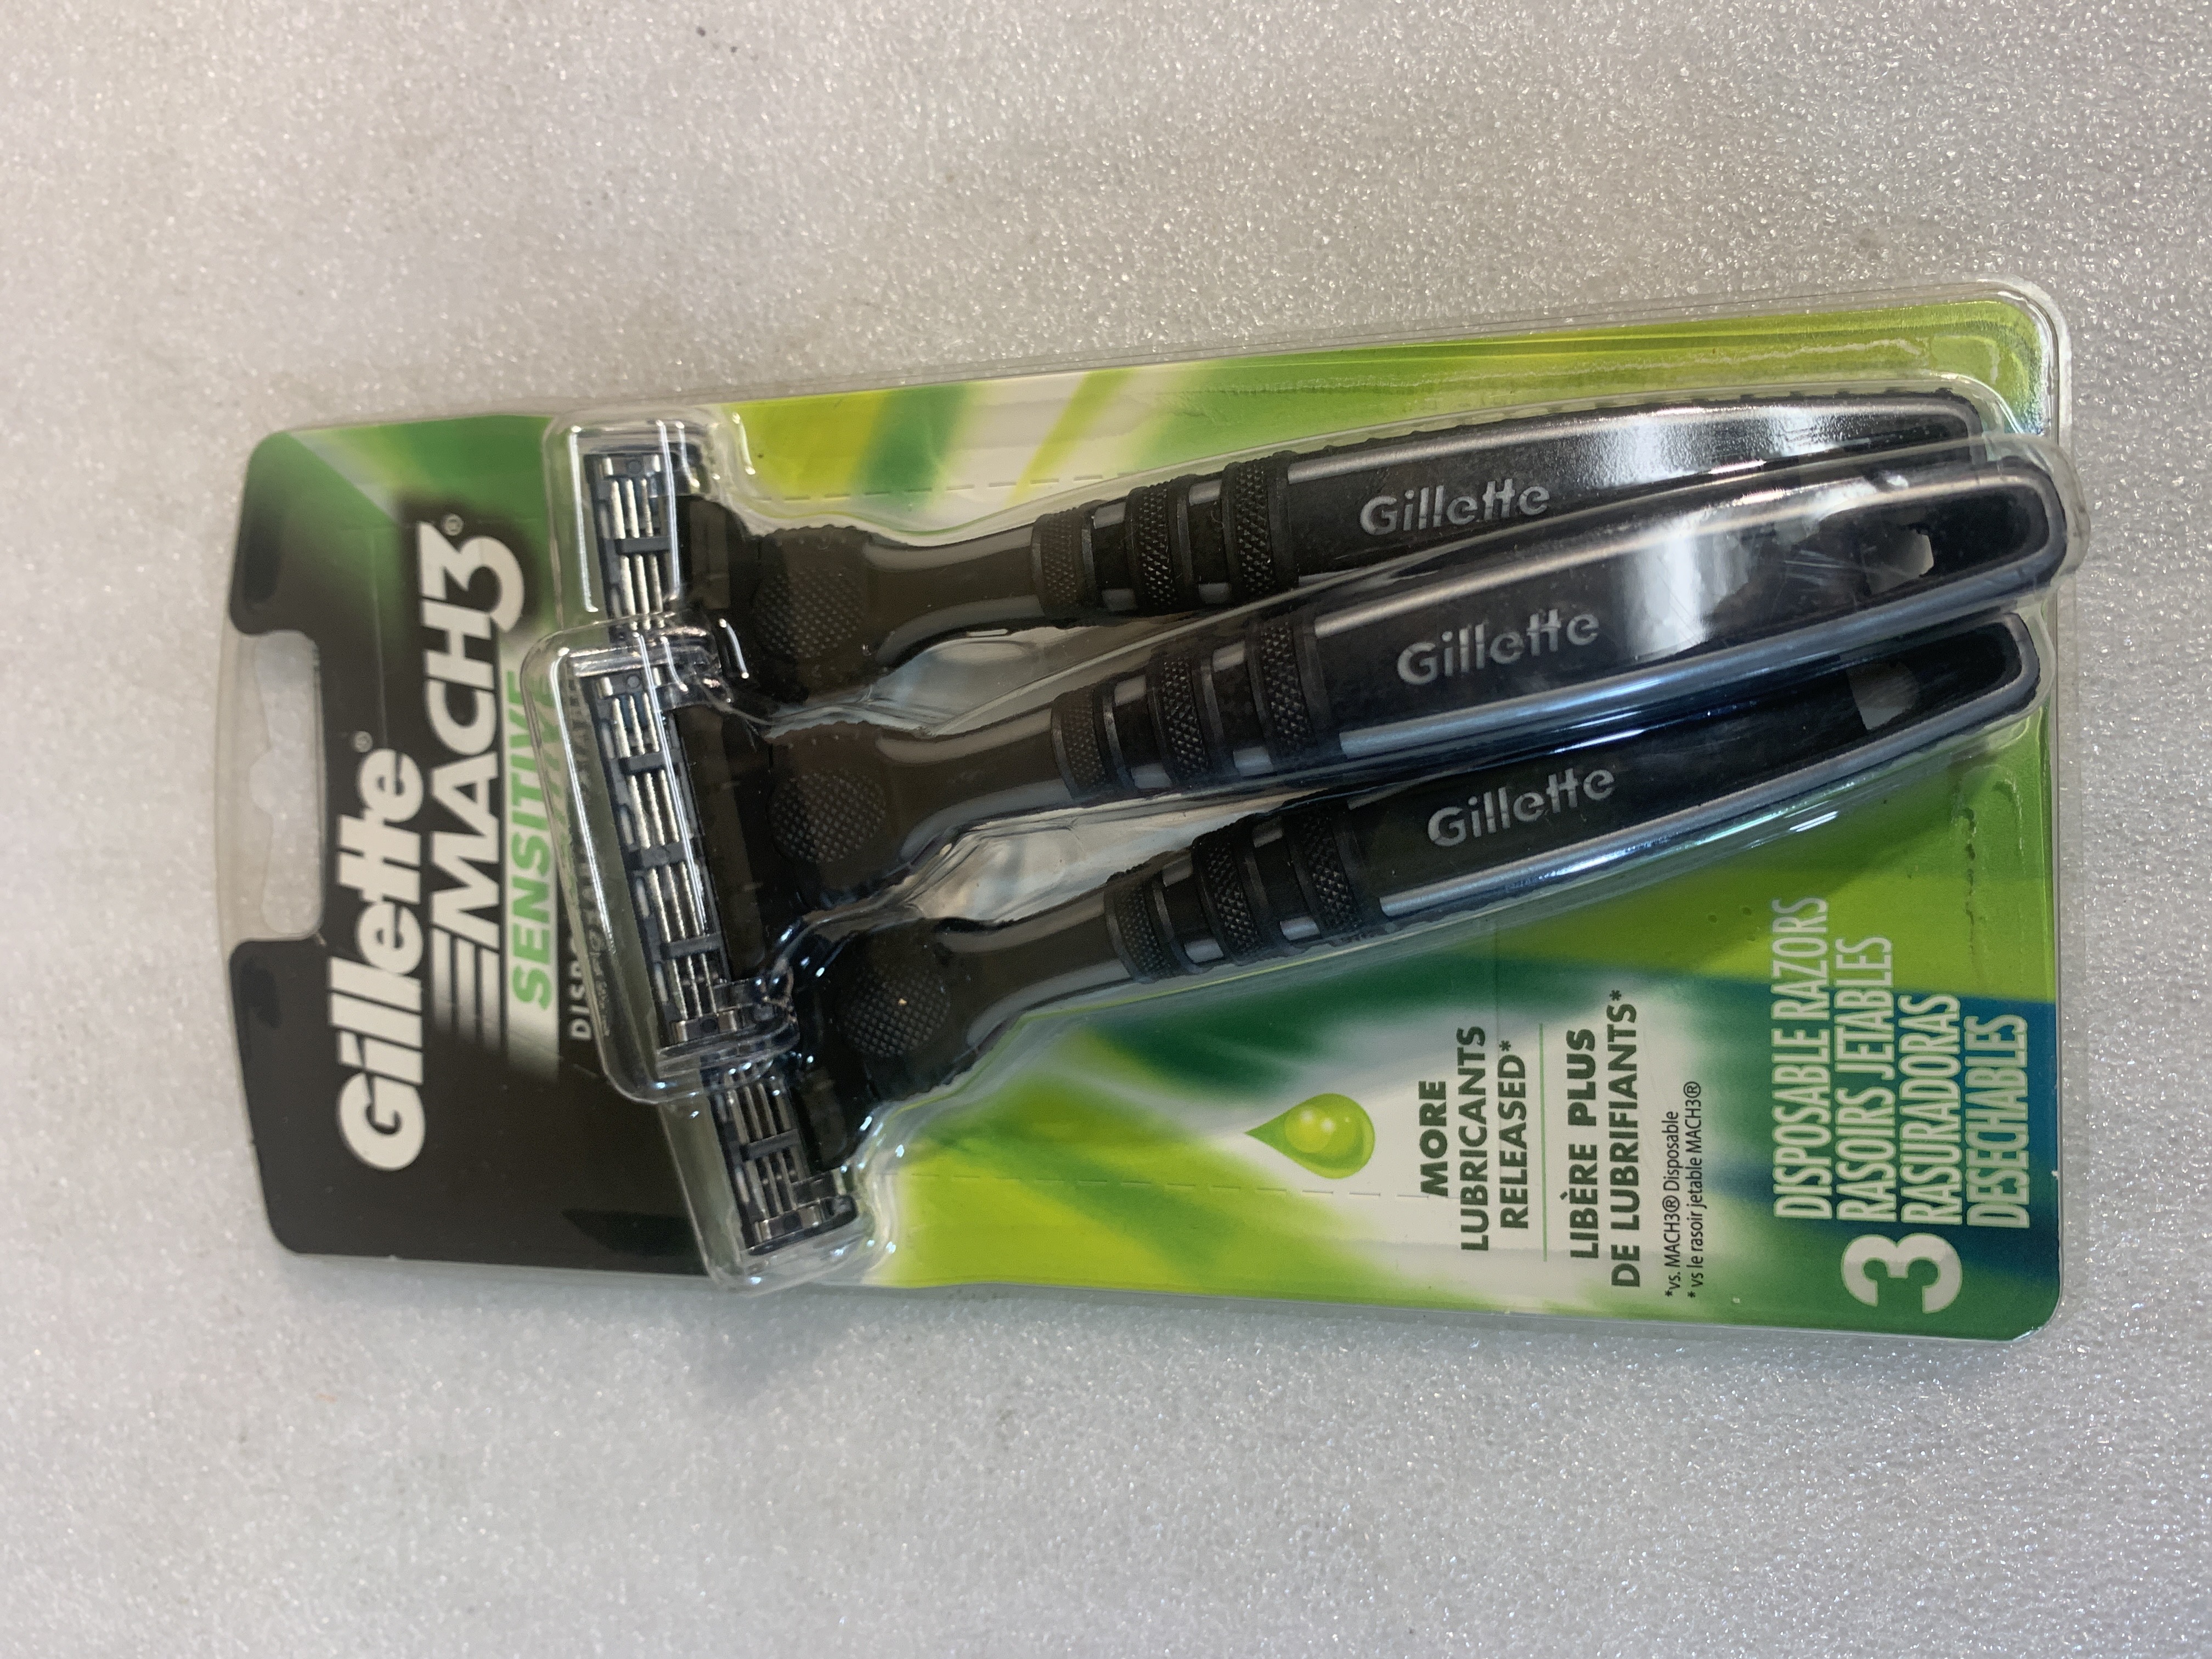 Gillette®
MACH3®
SENSITIVE
Gillette
Gillette
Gillette
MORE
LUBRICANTS
RELEASED*
LIBÈRE PLUS
DE LUBRIFIANTS*
*vs. MACH3® Disposable
* vs le rasoir jetable MACH3®
3
DISPOSABLE RAZORS
RASOIRS JETABLES
RASURADORAS
DESECHABLES